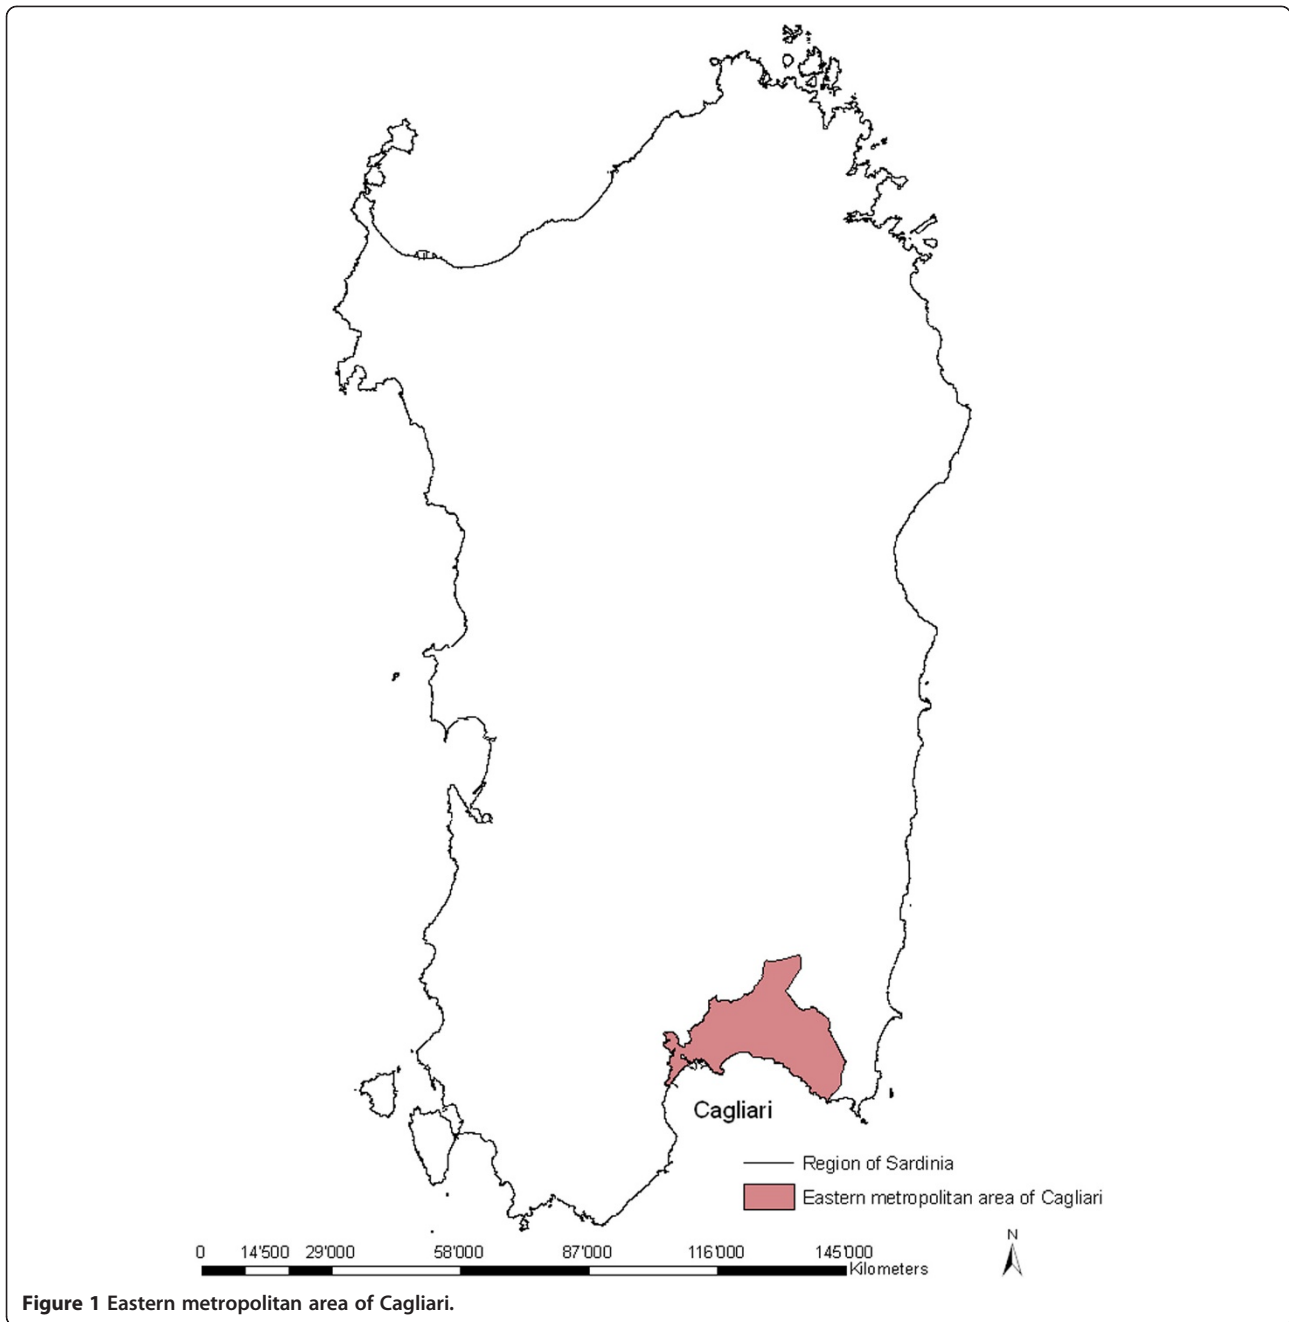 Cagliari
Region of Sardinia
Eastern metropolitan area of Cagliari
0 14'500 29'000 58'000 87'000 116'000 145'000
Kilometers
N
Figure 1 Eastern metropolitan area of Cagliari.